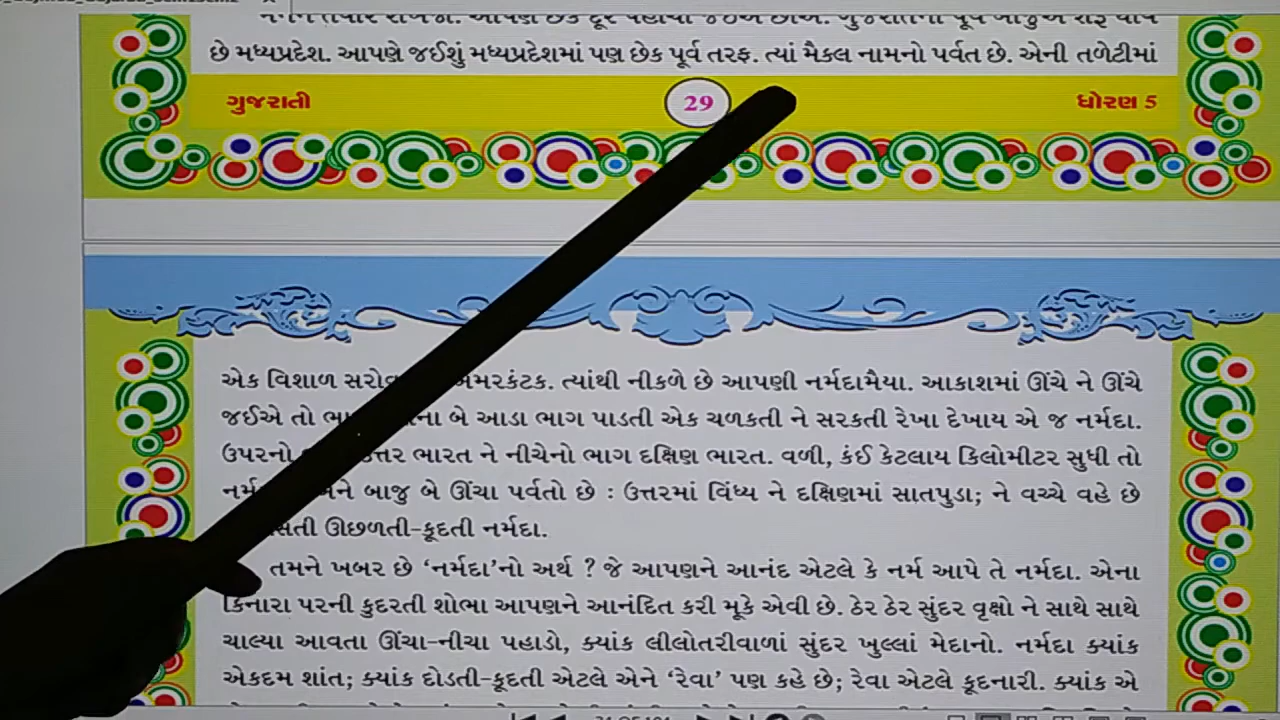 છે મધ્યપ્રદેશ. આપણે જઈશું મધ્યપ્રદેશમાં પણ છેક પૂર્વ તરફ. ત્યાં મૈકલ નામનો પર્વત છે. એની તળેટીમાં
ગુજરાતી 29 ધોરણ 5
એક વિશાળ અમરકંટક. ત્યાંથી નીકળે છે આપણી નર્મદામૈયા. આકાશમાં ઊંચે ને ઊંચે
જઈએ તો બે આડા ભાગ પાડતી એક ચળકતી ને સરકતી રેખા દેખાય એ જ નર્મદા.
ઉપરનો ઉત્તર ભારત ને નીચેનો ભાગ દક્ષિણ ભારત. વળી, કંઈ કેટલાય કિલોમીટર સુધી તો
બાજુ બે ઊંચા પર્વતો છે : ઉત્તરમાં વિંધ્ય ને દક્ષિણમાં સાતપુડા; ને વચ્ચે વહે છે
ઊછળતી-કૂદતી નર્મદા.
તમને ખબર છે ‘નર્મદા’નો અર્થ ? જે આપણને આનંદ એટલે કે નર્મ આપે તે નર્મદા. એના
કિનારા પરની કુદરતી શોભા આપણને આનંદિત કરી મૂકે એવી છે. ઠેર ઠેર સુંદર વૃક્ષો ને સાથે સાથે
ચાલ્યા આવતા ઊંચા-નીચા પહાડો, ક્યાંક લીલોતરીવાળાં સુંદર ખુલ્લાં મેદાનો. નર્મદા ક્યાંક
એકદમ શાંત; ક્યાંક દોડતી-કૂદતી એટલે એને ‘રેવા’ પણ કહે છે; રેવા એટલે કૂદનારી. ક્યાંક એ